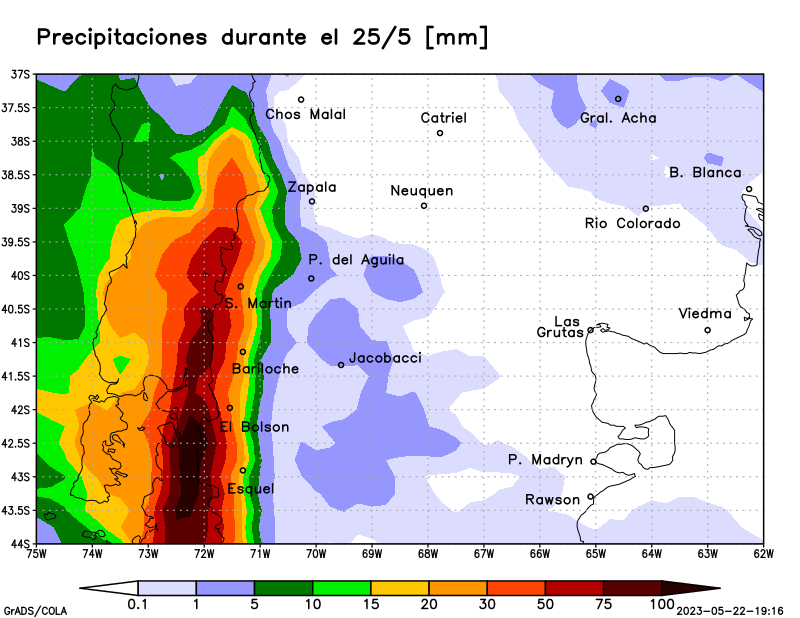 Precipitaciones durante el 25/5 [mm]
37S
37.5S
Chos Malal
Catriel
Gral. Acha
38S
38.5S
B. Blanca
Zapala
Neuquen
39S
Rio Colorado
39.5S
P. del Aguila
40S
S. Martin
40.5S
Viedma
Las
Grutas
41S
Jacobacci
Bariloche
41.5S
42S
El Bolson
42.5S
P. Madryn
43S
Esquel
Rawson
43.5S
44S
75W 74W 73W 72W 71W 70W 69W 68W 67W 66W 65W 64W 63W 62W
0.1 1 5 10 15 20 30 50 75 100
GrADS/COLA
2023-05-22-19:16